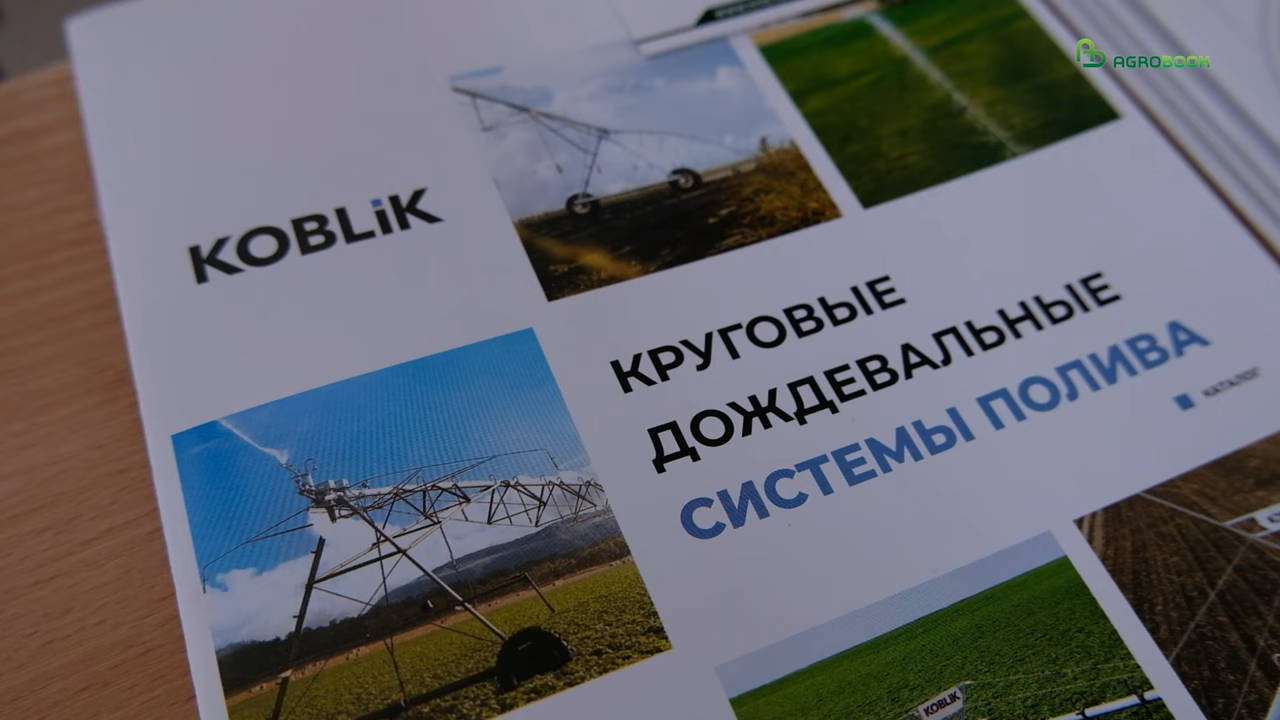 AGROBOOK
KOBLiK
КРУГОВЫЕ
ДОЖДЕВАЛЬНЫЕ
СИСТЕМЫ ПОЛИВА
КАТАЛОГ
KOBLiK